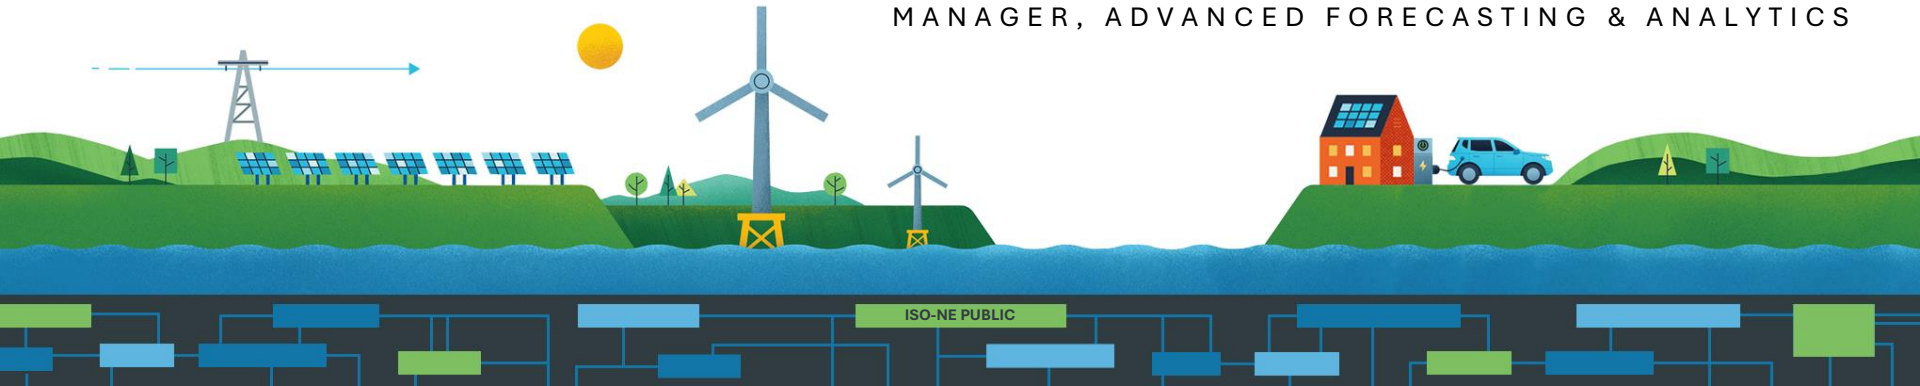 MANAGER, ADVANCED FORECASTING & ANALYTICS
ISO-NE PUBLIC